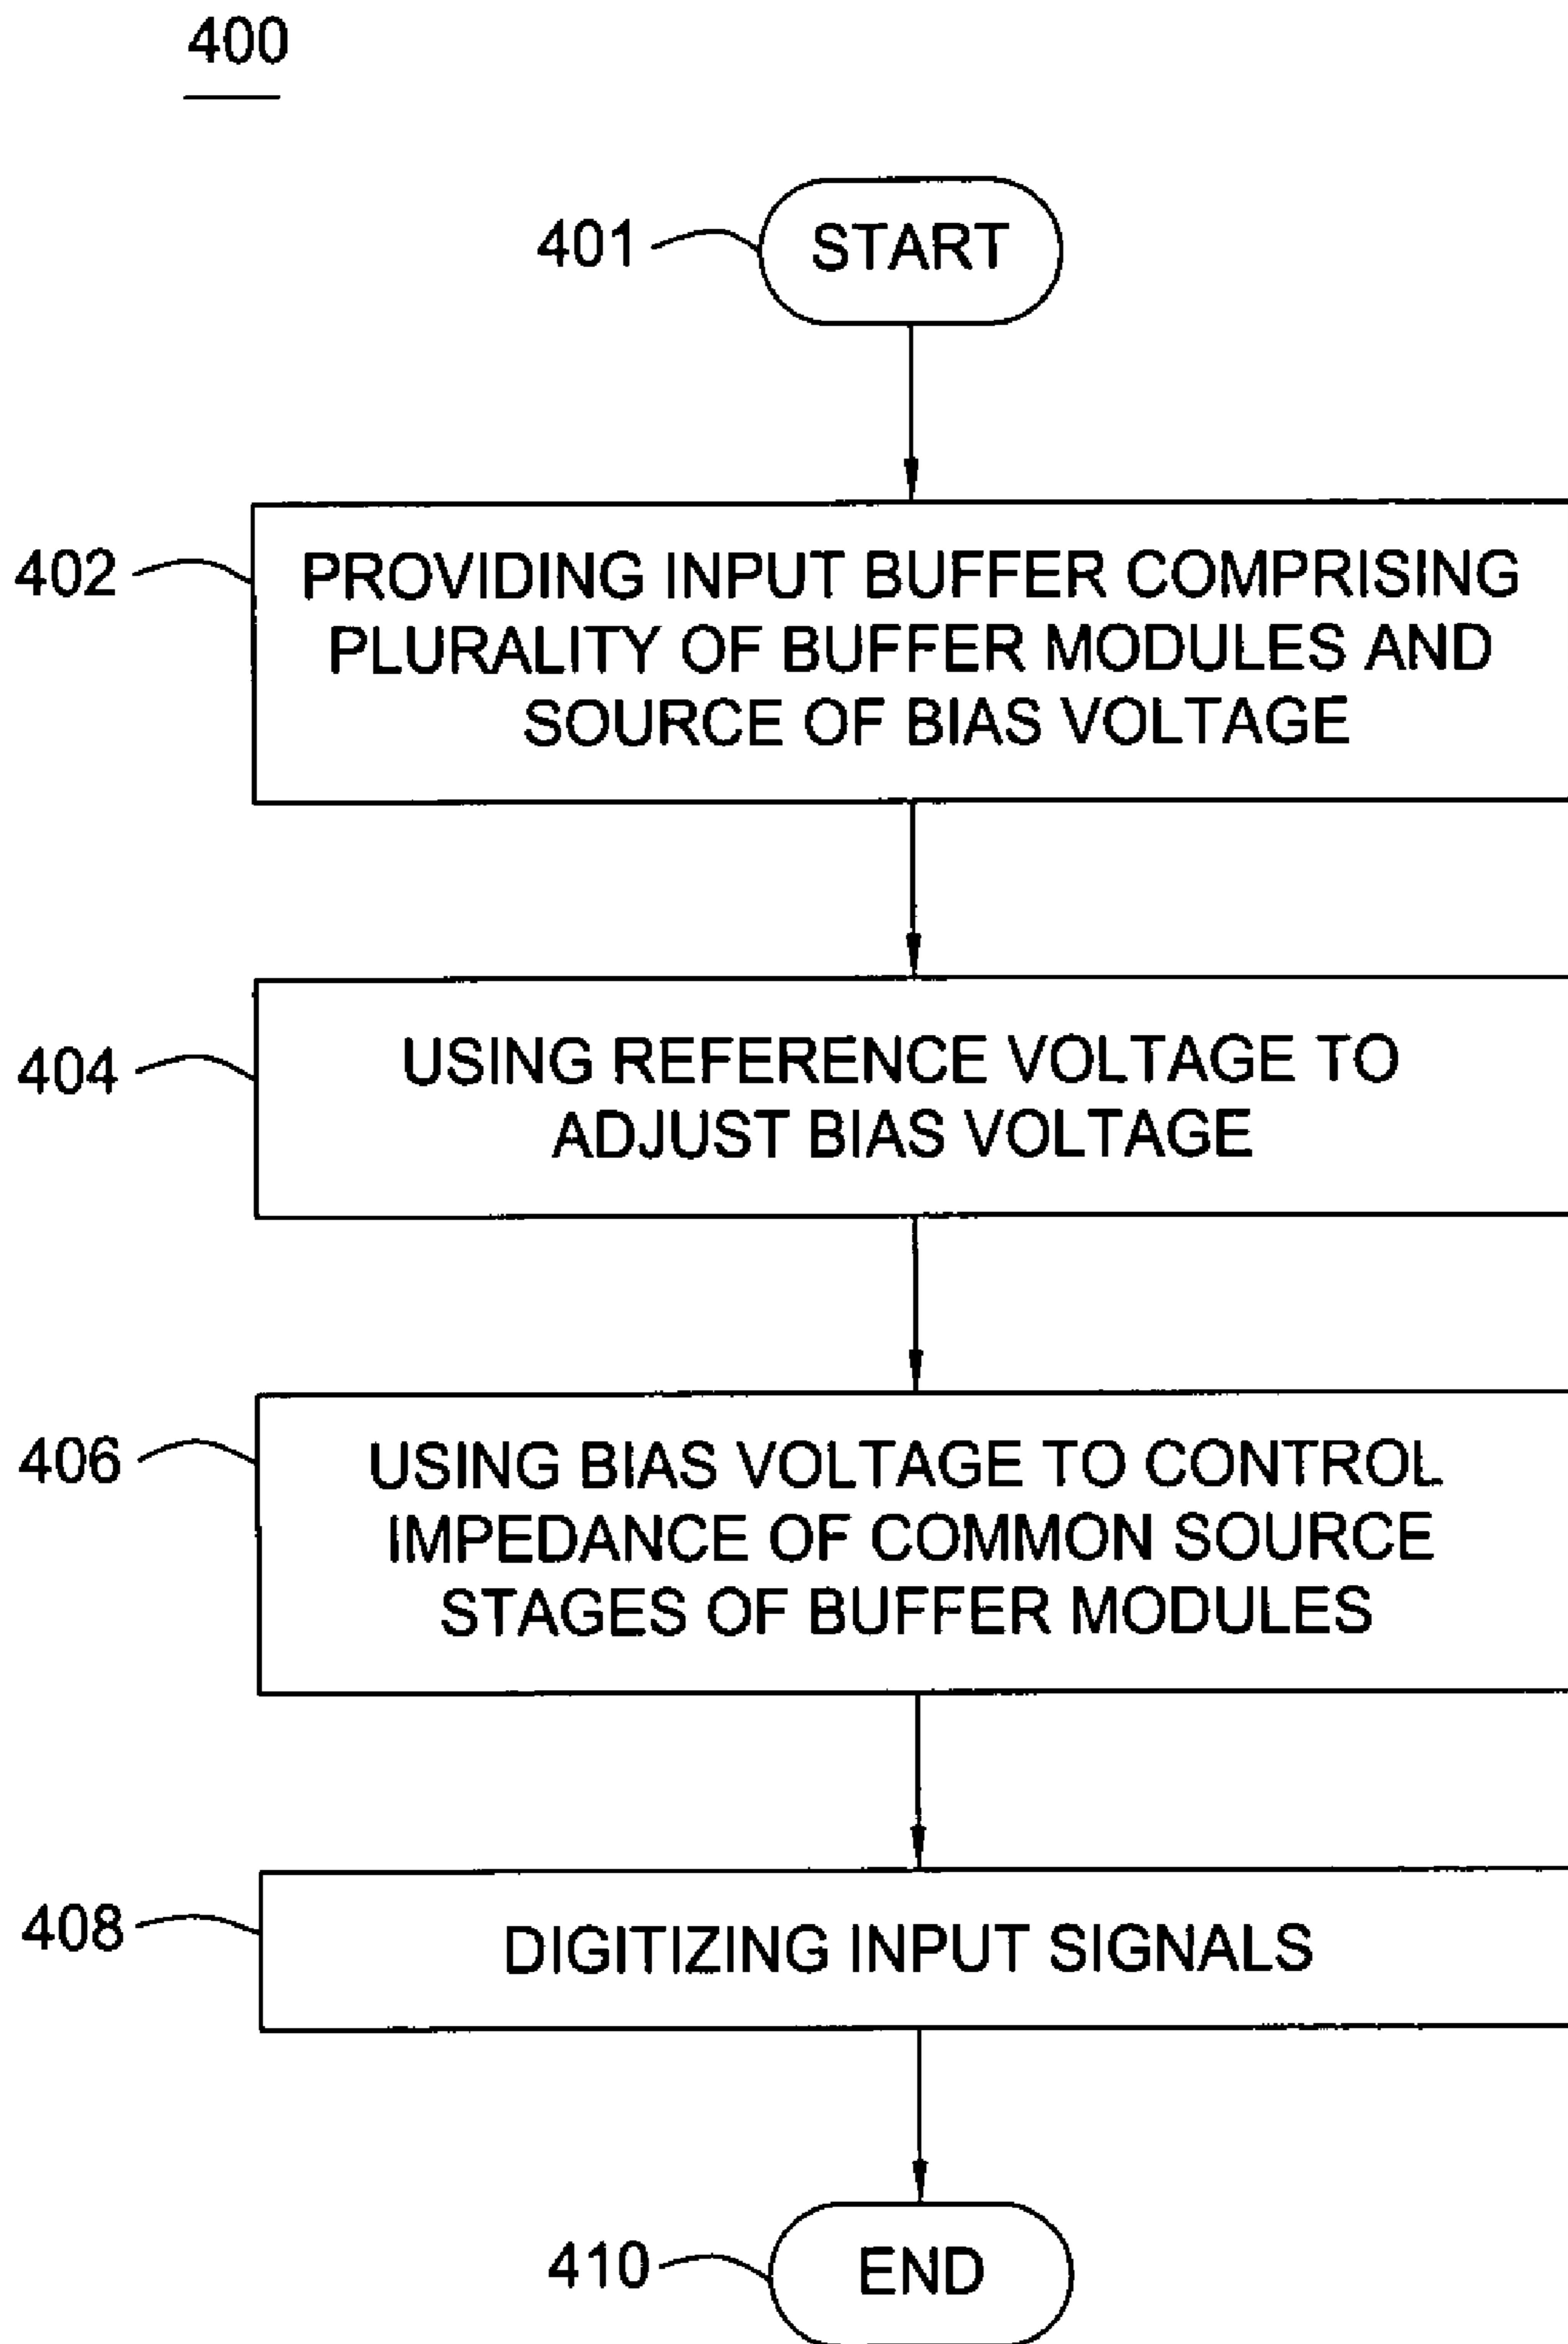 400
401
START
402
PROVIDING INPUT BUFFER COMPRISING
PLURALITY OF BUFFER MODULES AND
SOURCE OF BIAS VOLTAGE
404
USING REFERENCE VOLTAGE TO
ADJUST BIAS VOLTAGE
406
USING BIAS VOLTAGE TO CONTROL
IMPEDANCE OF COMMON SOURCE
STAGES OF BUFFER MODULES
408
DIGITIZING INPUT SIGNALS
410
END